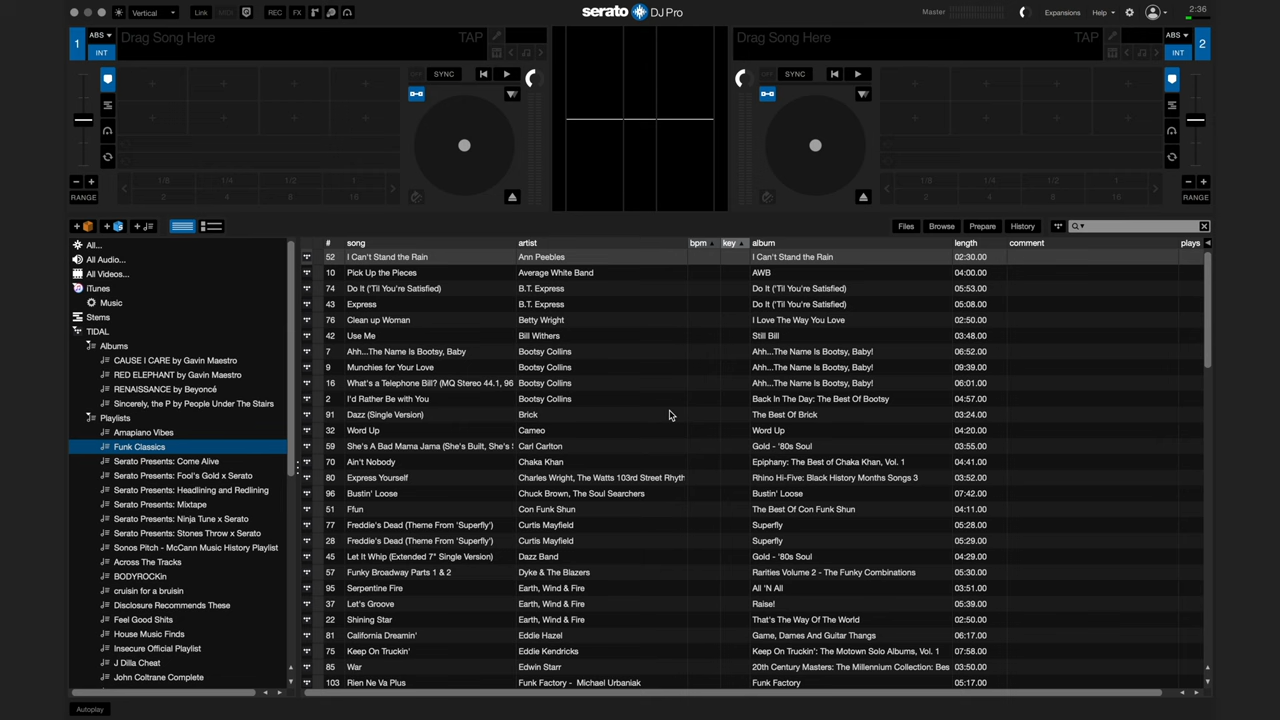 Vertical Link MIDI REC FX serato DJ Pro Master Expansions Help 2:36
1 ABS Drag Song Here TAP Drag Song Here TAP ABS 2
INT INT
OFF SYNC OFF SYNC
1/8 1/4 1/2 1 1/8 1/4 1/2 1
RANGE 2 4 8 16 2 4 8 16 RANGE
Files Browse Prepare History
# song artist bpm key album length comment plays
All...
All Audio...
All Videos...
iTunes
Music
Stems
TIDAL
Albums
CAUSE I CARE by Gavin Maestro
RED ELEPHANT by Gavin Maestro
RENAISSANCE by Beyoncé
Sincerely, the P by People Under The Stairs
Playlists
Amapiano Vibes
Funk Classics
Serato Presents: Come Alive
Serato Presents: Fool's Gold x Serato
Serato Presents: Headlining and Redlining
Serato Presents: Mixtape
Serato Presents: Ninja Tune x Serato
Serato Presents: Stones Throw x Serato
Sonos Pitch - McCann Music History Playlist
Across The Tracks
BODYROCKin
cruisin for a bruisin
Disclosure Recommends These
Feel Good Shits
House Music Finds
Insecure Official Playlist
J Dilla Cheat
John Coltrane Complete
52 I Can't Stand the Rain Ann Peebles I Can't Stand the Rain 02:30.00
10 Pick Up the Pieces Average White Band AWB 04:00.00
74 Do It ('Til You're Satisfied) B.T. Express Do It ('Til You're Satisfied) 05:53.00
43 Express B.T. Express Do It ('Til You're Satisfied) 05:08.00
76 Clean up Woman Betty Wright I Love The Way You Love 02:50.00
42 Use Me Bill Withers Still Bill 03:48.00
7 Ahh...The Name Is Bootsy, Baby Bootsy Collins Ahh...The Name Is Bootsy, Baby! 06:52.00
9 Munchies for Your Love Bootsy Collins Ahh...The Name Is Bootsy, Baby! 09:39.00
16 What's a Telephone Bill? (MQ Stereo 44.1, 96 Bootsy Collins Ahh...The Name Is Bootsy, Baby! 06:01.00
2 I'd Rather Be with You Bootsy Collins Back In The Day: The Best Of Bootsy 04:57.00
91 Dazz (Single Version) Brick The Best Of Brick 03:24.00
32 Word Up Cameo Word Up 04:20.00
59 She's A Bad Mama Jama (She's Built, She's Carl Carlton Gold - '80s Soul 03:55.00
70 Ain't Nobody Chaka Khan Epiphany: The Best of Chaka Khan, Vol. 1 04:41.00
80 Express Yourself Charles Wright, The Watts 103rd Street Rhyth Rhino Hi-Five: Black History Months Songs 3 03:52.00
96 Bustin' Loose Chuck Brown, The Soul Searchers Bustin' Loose 07:42.00
51 Ffun Con Funk Shun The Best Of Con Funk Shun 04:11.00
77 Freddie's Dead (Theme From 'Superfly') Curtis Mayfield Superfly 05:28.00
28 Freddie's Dead (Theme From 'Superfly') Curtis Mayfield Superfly 05:29.00
45 Let It Whip (Extended 7" Single Version) Dazz Band Gold - '80s Soul 04:29.00
57 Funky Broadway Parts 1 & 2 Dyke & The Blazers Rarities Volume 2 - The Funky Combinations 05:30.00
95 Serpentine Fire Earth, Wind & Fire All 'N All 03:51.00
37 Let's Groove Earth, Wind & Fire Raise! 05:39.00
22 Shining Star Earth, Wind & Fire That's The Way Of The World 02:50.00
81 California Dreamin' Eddie Hazel Game, Dames And Guitar Thangs 06:17.00
75 Keep On Truckin' Eddie Kendricks Keep On Truckin': The Motown Solo Albums, Vol. 1 07:58.00
85 War Edwin Starr 20th Century Masters: The Millennium Collection: Bes 03:50.00
103 Rien Ne Va Plus Funk Factory - Michael Urbaniak Funk Factory 05:17.00
Autoplay